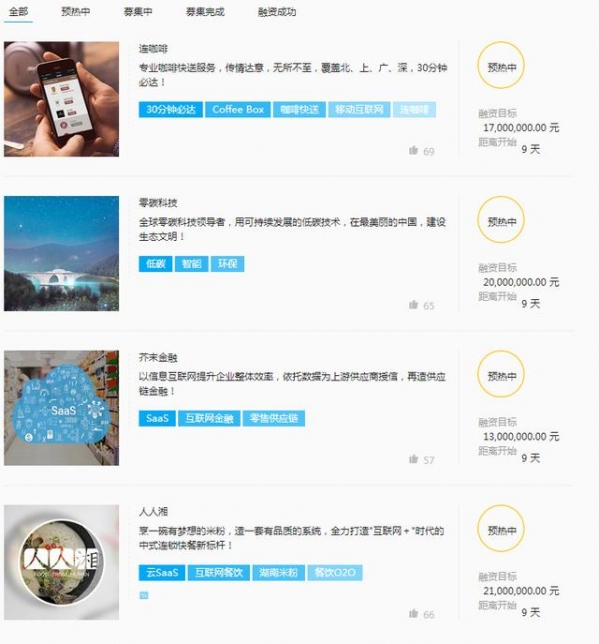 全部 预热中 募集中 募集完成 融资成功
连咖啡
专业咖啡快送服务，传情达意，无所不至，覆盖北、上、广、深，30分钟
必达！
30分钟必达 Coffee Box 咖啡快送 移动互联网 连咖啡
69
预热中
融资目标
17,000,000.00 元
距离开始 9 天
零碳科技
全球零碳科技领导者，用可持续发展的低碳技术，在最美丽的中国，建设
生态文明！
低碳 智能 环保
65
预热中
融资目标
20,000,000.00 元
距离开始 9 天
SaaS
芥末金融
以信息互联网提升企业整体效率，依托数据为上游供应商授信，再造供应
链金融！
SaaS 互联网金融 零售供应链
57
预热中
融资目标
13,000,000.00 元
距离开始 9 天
人人湘
人人湘
烹一碗有梦想的米粉，造一套有品质的系统，全力打造"互联网＋"时代的
中式连锁快餐新标杆！
云SaaS 互联网餐饮 湖南米粉 餐饮O2O
66
预热中
融资目标
21,000,000.00 元
距离开始 9 天